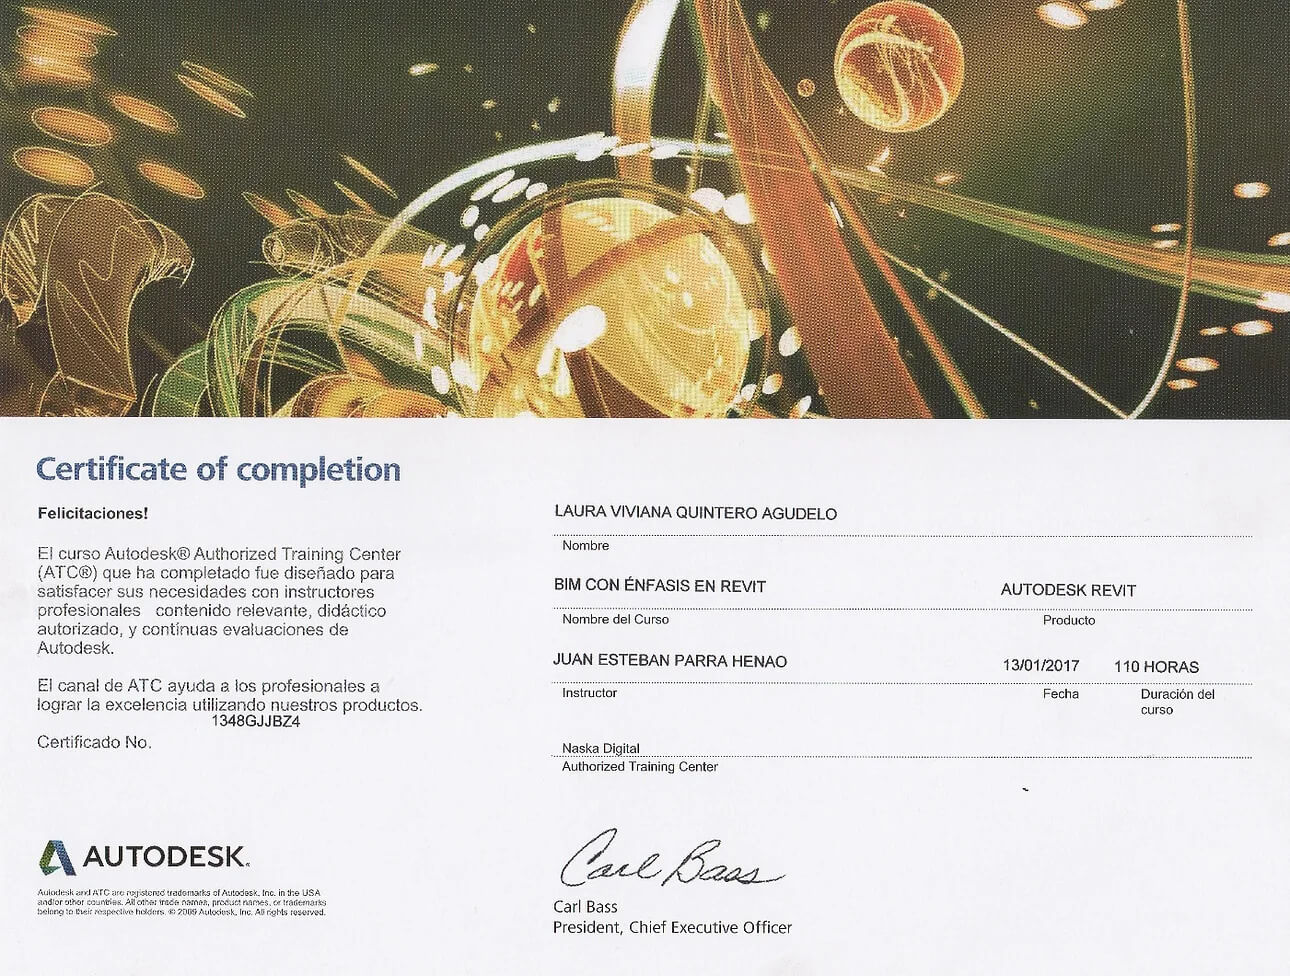 Certificate of completion
Felicitaciones!
El curso Autodesk® Authorized Training Center
(ATC®) que ha completado fue diseñado para
satisfacer sus necesidades con instructores
profesionales contenido relevante, didáctico
autorizado, y continuas evaluaciones de
Autodesk.
El canal de ATC ayuda a los profesionales a
lograr la excelencia utilizando nuestros productos.
1348GJJBZ4
Certificado No.
LAURA VIVIANA QUINTERO AGUDELO
Nombre
BIM CON ÉNFASIS EN REVIT AUTODESK REVIT
Nombre del Curso Producto
JUAN ESTEBAN PARRA HENAO 13/01/2017 110 HORAS
Instructor Fecha Duración del
curso
Naska Digital
Authorized Training Center
AUTODESK.
Autodesk and ATC are registered trademarks of Autodesk, Inc. in the USA
and/or other countries. All other trade names, product names, or trademarks
belong to their respective holders. © 2009 Autodesk, Inc. All rights reserved.
Carl Bass
Carl Bass
President, Chief Executive Officer